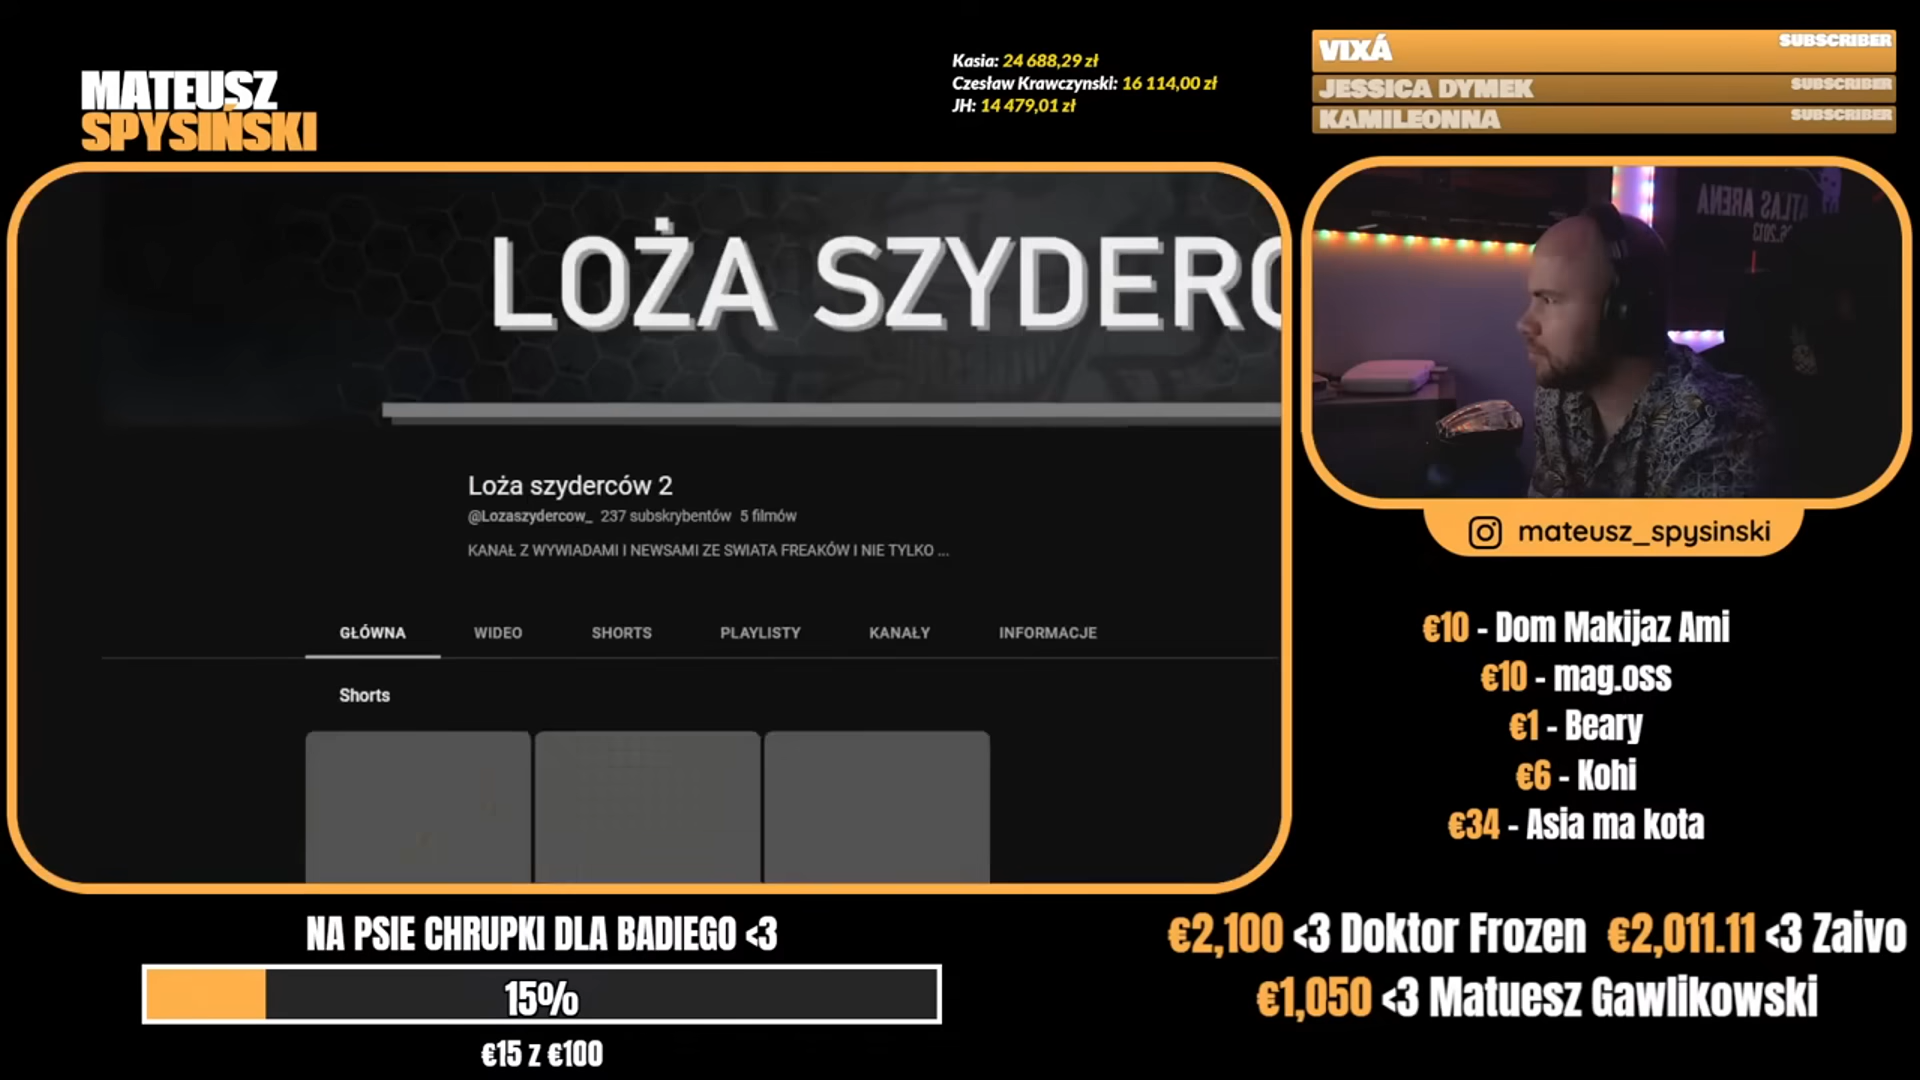 MATEUSZ
SPYSIŃSKI
Kasia: 24 688,29 zł
Czesław Krawczynski: 16 114,00 zł
JH: 14 479,01 zł
VIXÁ SUBSCRIBER
JESSICA DYMEK SUBSCRIBER
KAMILEONNA SUBSCRIBER
LOŻA SZYDERC
Loża szyderców 2
@Lozaszydercow_ 237 subskrybentów 5 filmów
KANAŁ Z WYWIADAMI I NEWSAMI ZE SWIATA FREAKÓW I NIE TYLKO ...
GŁÓWNA WIDEO SHORTS PLAYLISTY KANAŁY INFORMACJE
Shorts
ATLAS ARENA
mateusz_spysinski
€10 - Dom Makijaz Ami
€10 - mag.oss
€1 - Beary
€6 - Kohi
€34 - Asia ma kota
NA PSIE CHRUPKI DLA BADIEGO <3
15%
€15 z €100
€2,100 <3 Doktor Frozen €2,011.11 <3 Zaivo
€1,050 <3 Matuesz Gawlikowski